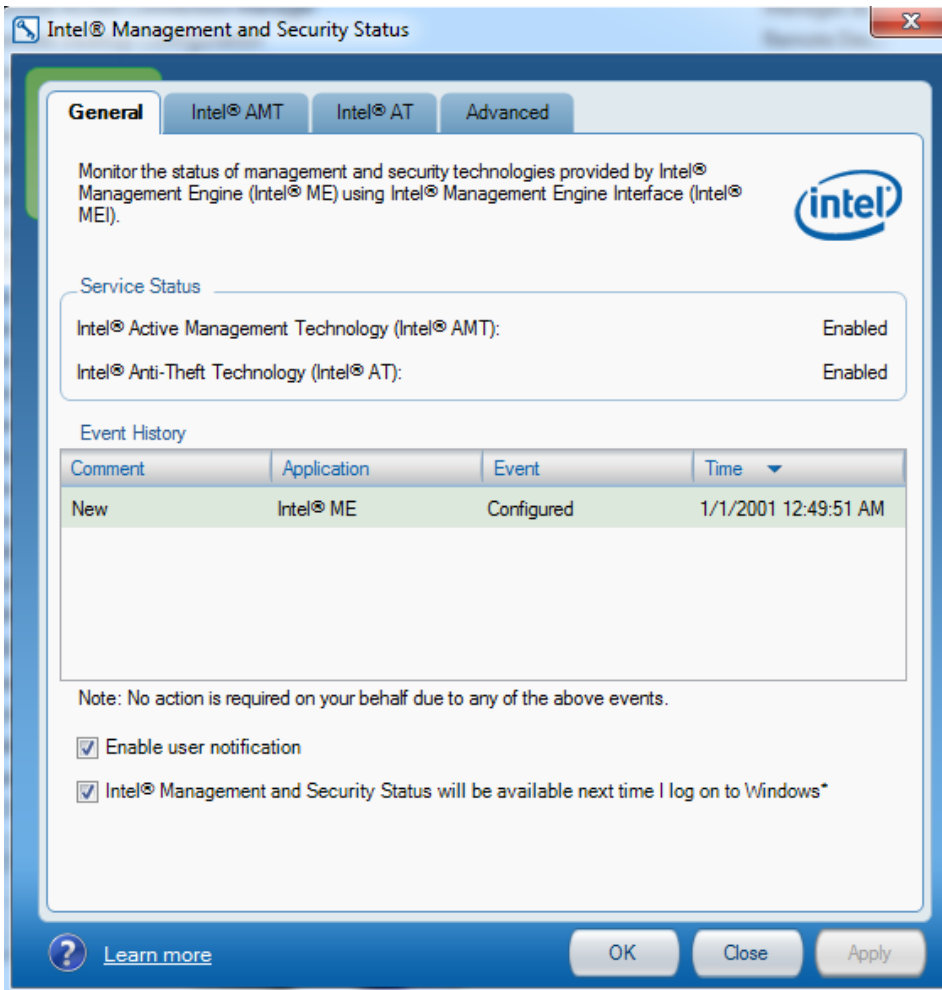 Intel® Management and Security Status
General Intel® AMT Intel® AT Advanced
Monitor the status of management and security technologies provided by Intel®
Management Engine (Intel® ME) using Intel® Management Engine Interface (Intel®
MEI).
intel
Service Status
Intel® Active Management Technology (Intel® AMT): Enabled
Intel® Anti-Theft Technology (Intel® AT): Enabled
Event History
Comment Application Event Time
New Intel® ME Configured 1/1/2001 12:49:51 AM
Note: No action is required on your behalf due to any of the above events.
Enable user notification
Intel® Management and Security Status will be available next time I log on to Windows*
? Learn more OK Close Apply